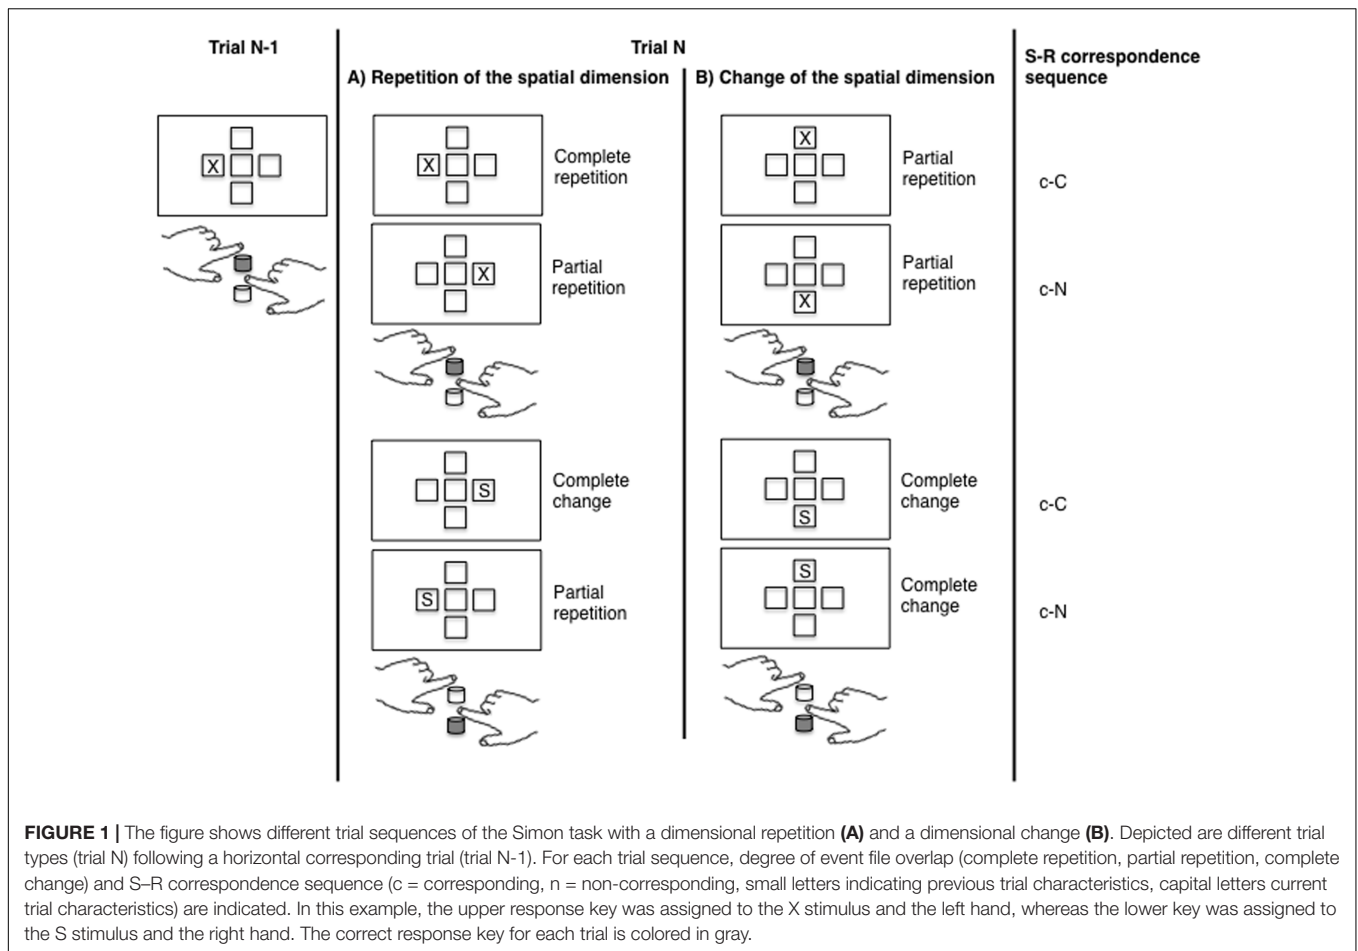 Trial N-1
Trial N
S-R correspondence
sequence
A) Repetition of the spatial dimension
B) Change of the spatial dimension
X
X
Complete
repetition
X
Partial
repetition
c-C
X
Partial
repetition
X
Partial
repetition
c-N
S
Complete
change
S
Complete
change
c-C
S
Partial
repetition
S
Complete
change
c-N
FIGURE 1 | The figure shows different trial sequences of the Simon task with a dimensional repetition (A) and a dimensional change (B). Depicted are different trial
types (trial N) following a horizontal corresponding trial (trial N-1). For each trial sequence, degree of event file overlap (complete repetition, partial repetition, complete
change) and S–R correspondence sequence (c = corresponding, n = non-corresponding, small letters indicating previous trial characteristics, capital letters current
trial characteristics) are indicated. In this example, the upper response key was assigned to the X stimulus and the left hand, whereas the lower key was assigned to
the S stimulus and the right hand. The correct response key for each trial is colored in gray.